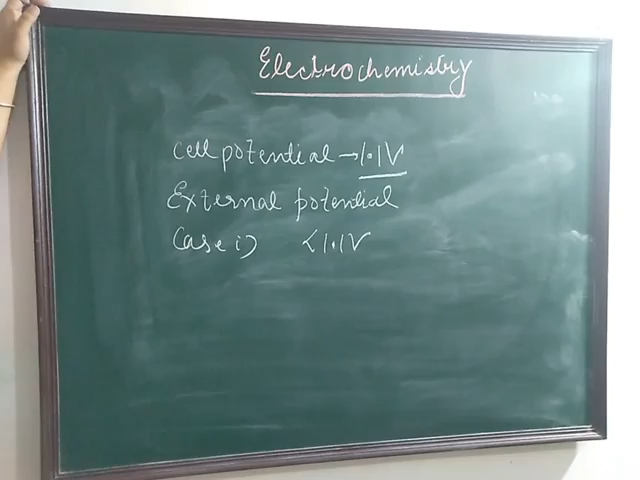 Electrochemistry
Cell potential → 1.1V
External potential
Case i) < 1.1V